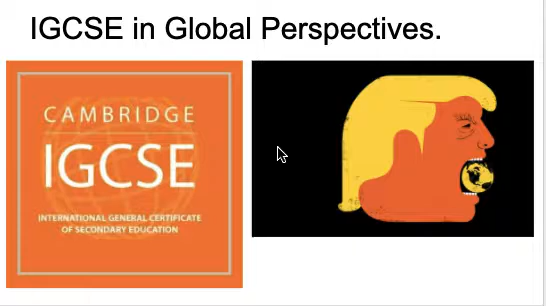 IGCSE in Global Perspectives.
CAMBRIDGE
IGCSE
INTERNATIONAL GENERAL CERTIFICATE
OF SECONDARY EDUCATION